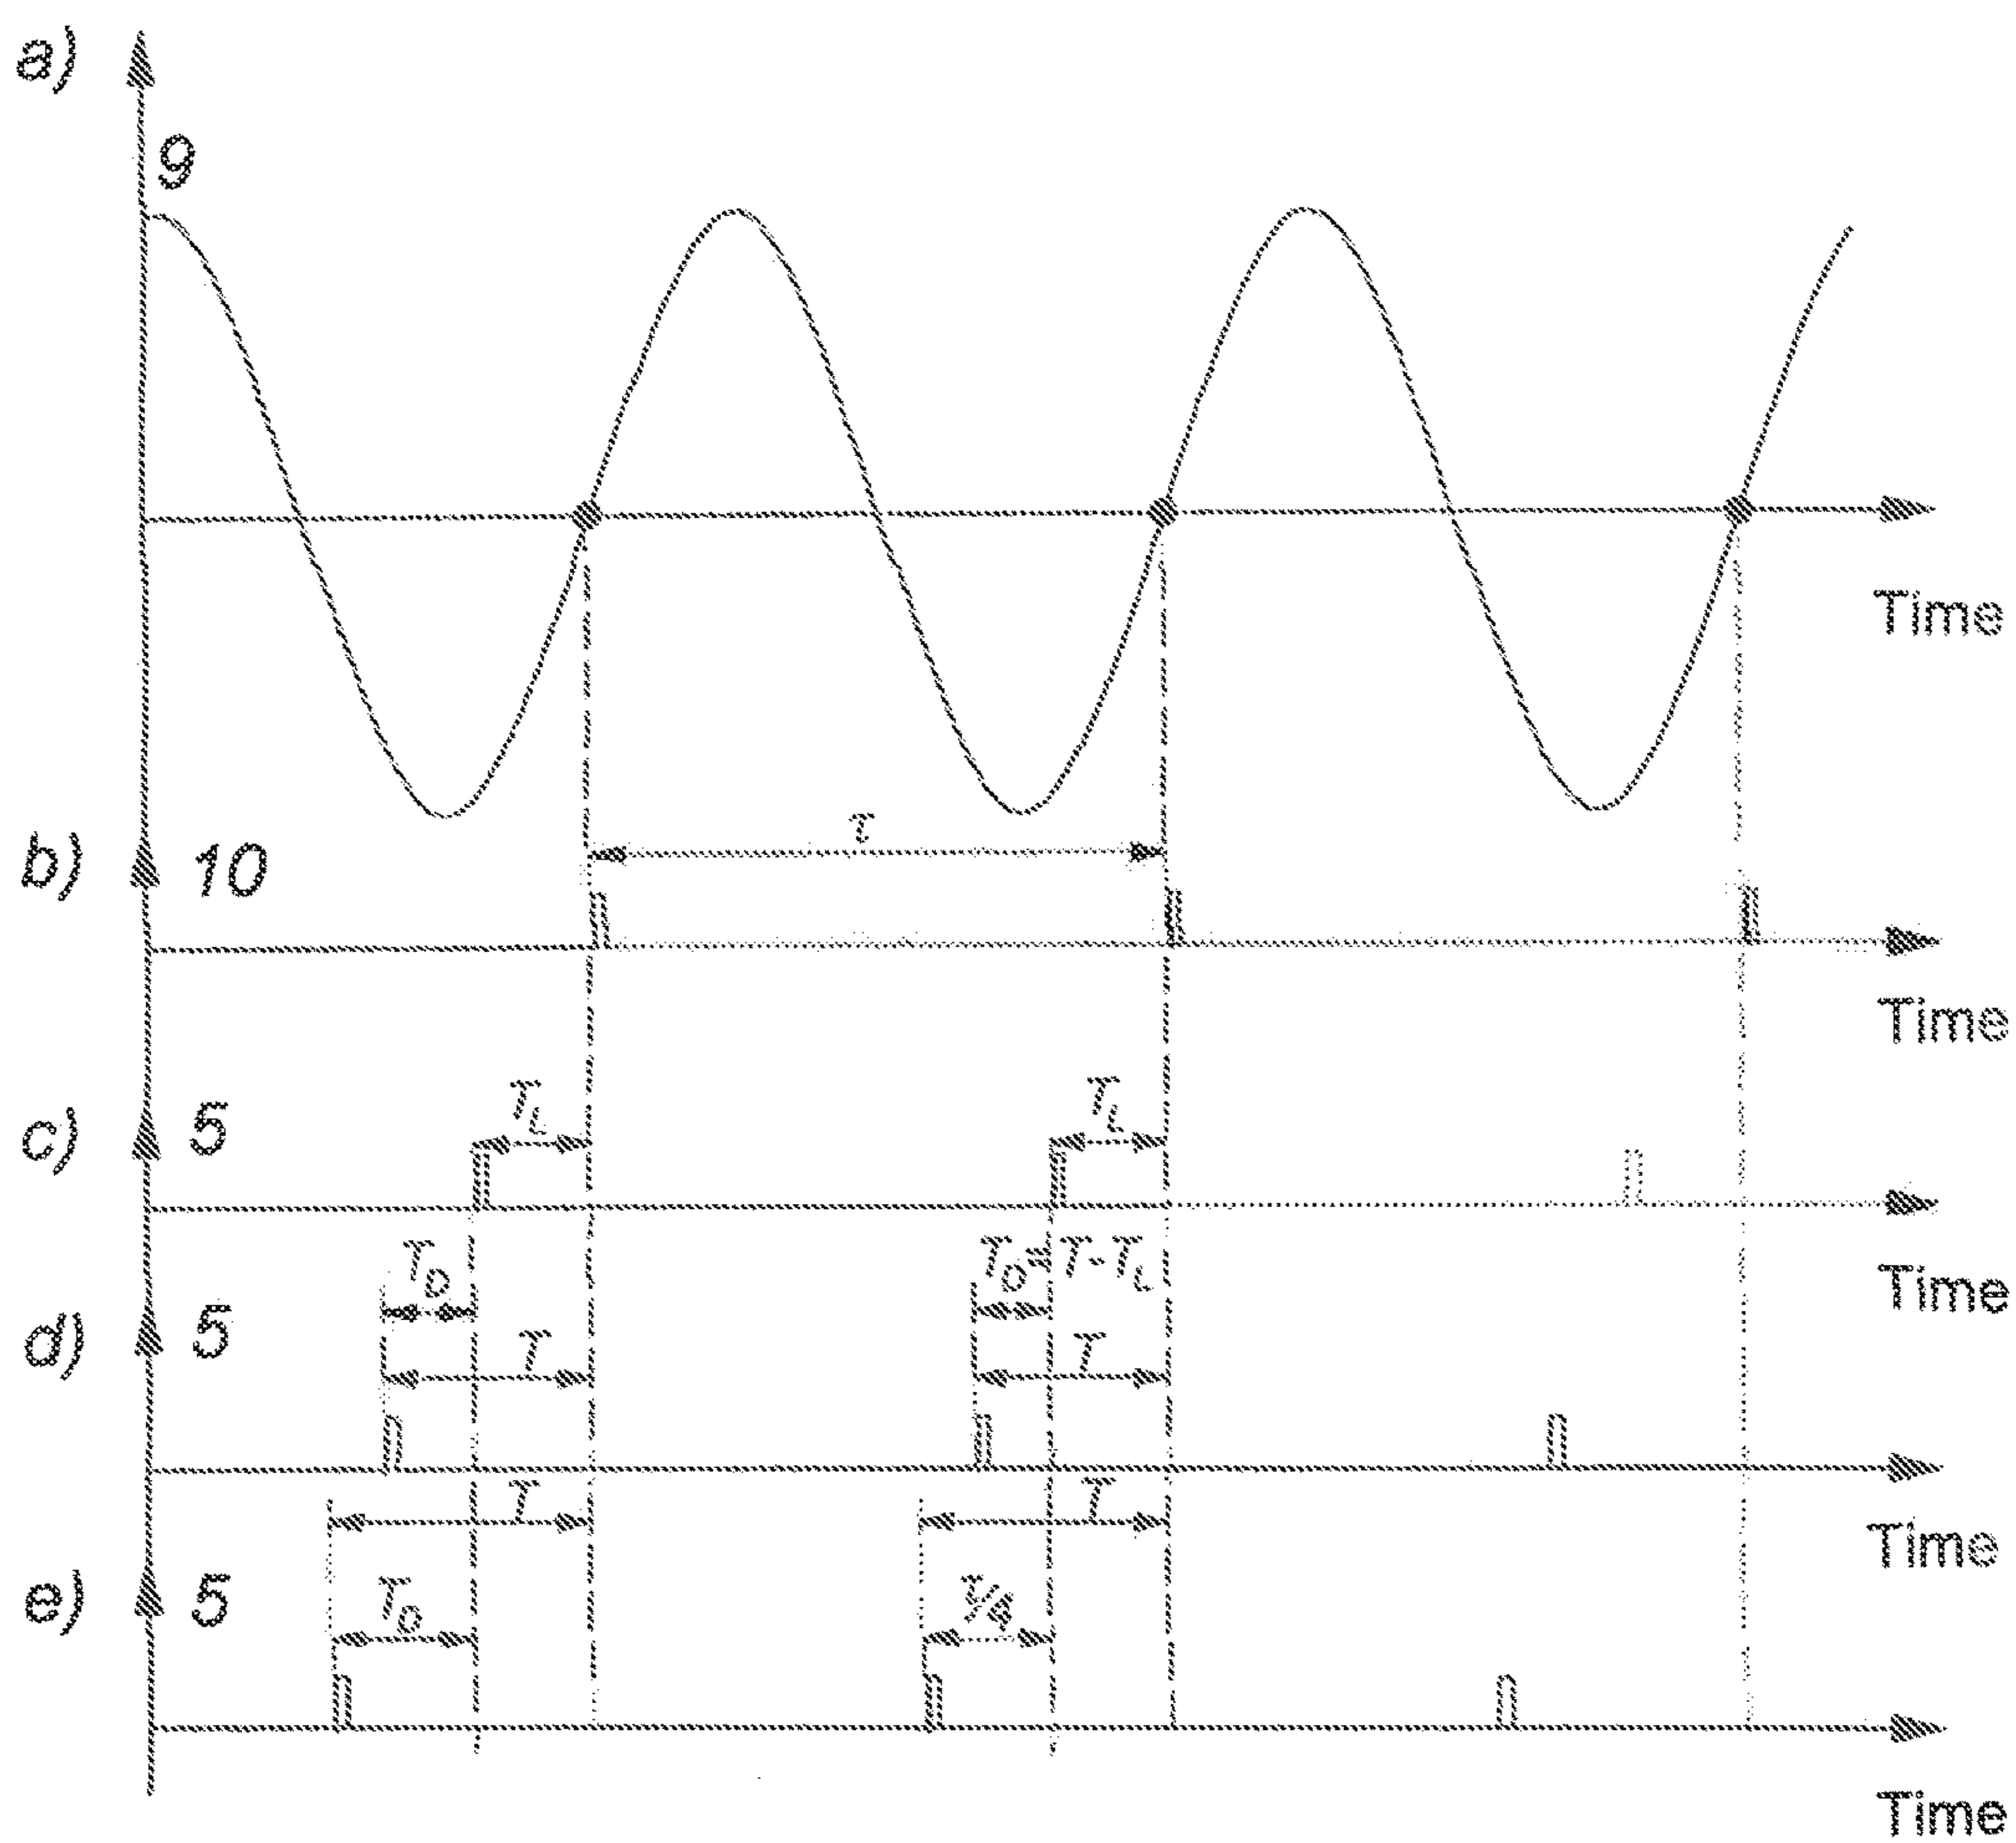 a)
9
Time
τ
b) 10
Time
T_L T_L
c) 5
Time
T_D T_D = T-T_L
d) 5
T T
Time
T T
e) 5
T_D τ/4
Time